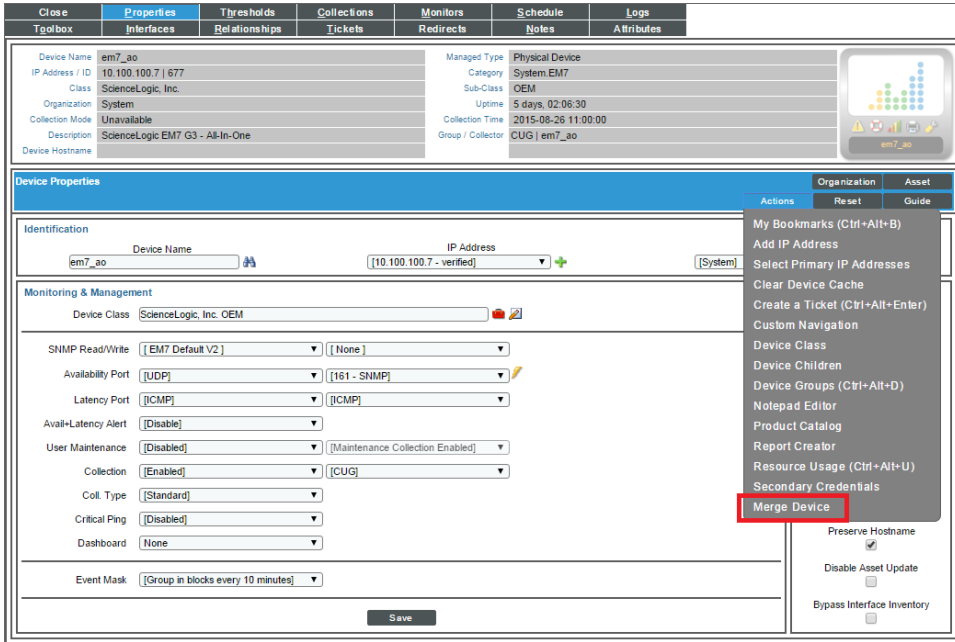 Close Properties Thresholds Collections Monitors Schedule Logs
Toolbox Interfaces Relationships Tickets Redirects Notes Attributes
Device Name em7_ao Managed Type Physical Device
IP Address / ID 10.100.100.7 | 677 Category System.EM7
Class ScienceLogic, Inc. Sub-Class OEM
Organization System Uptime 5 days, 02:06:30
Collection Mode Unavailable Collection Time 2015-08-26 11:00:00
Description ScienceLogic EM7 G3 - All-In-One Group / Collector CUG | em7_ao
Device Hostname
em7_ao
Device Properties
Organization Asset
Actions Reset Guide
My Bookmarks (Ctrl+Alt+B)
Add IP Address
Select Primary IP Addresses
Clear Device Cache
Create a Ticket (Ctrl+Alt+Enter)
Custom Navigation
Device Class
Device Children
Device Groups (Ctrl+Alt+D)
Notepad Editor
Product Catalog
Report Creator
Resource Usage (Ctrl+Alt+U)
Secondary Credentials
Merge Device
Identification
Device Name IP Address
em7_ao [10.100.100.7 - verified] [System]
Monitoring & Management
Device Class ScienceLogic, Inc. OEM
SNMP Read/Write [ EM7 Default V2 ] [ None ]
Availability Port [UDP] [161 - SNMP]
Latency Port [ICMP] [ICMP]
Avail+Latency Alert [Disable]
User Maintenance [Disabled] [Maintenance Collection Enabled]
Collection [Enabled] [CUG]
Coll. Type [Standard]
Critical Ping [Disabled]
Dashboard None
Event Mask [Group in blocks every 10 minutes]
Save
Preserve Hostname
Disable Asset Update
Bypass Interface Inventory